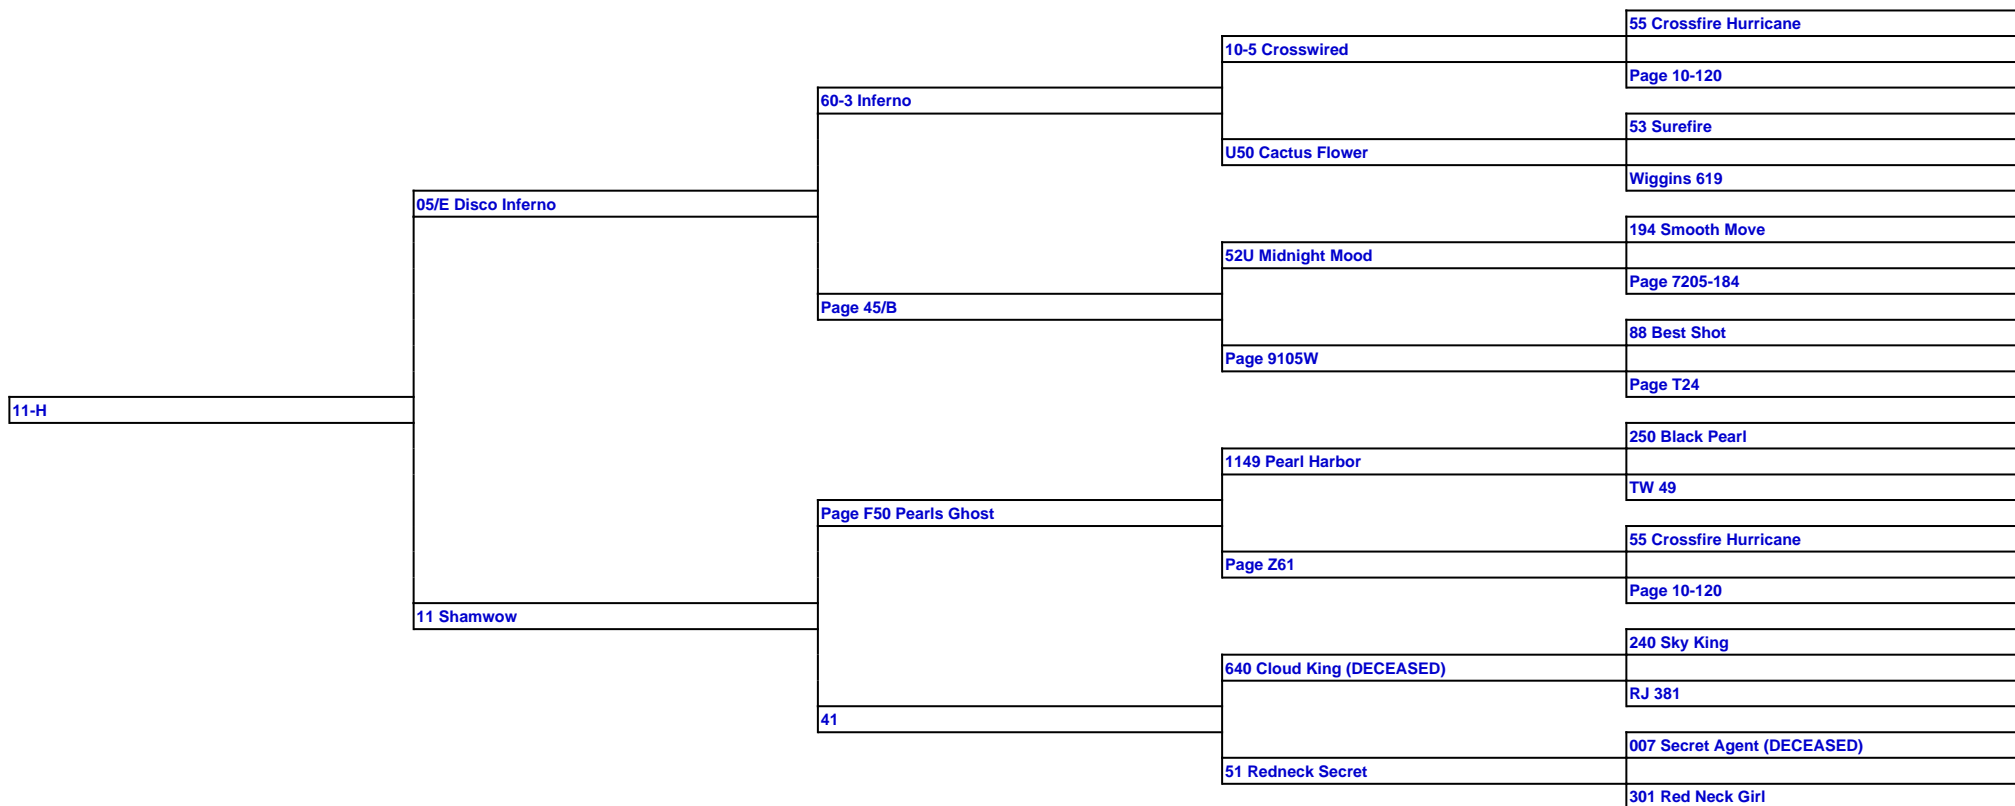 55 Crossfire Hurricane
10-5 Crosswired
Page 10-120
60-3 Inferno
53 Surefire
U50 Cactus Flower
Wiggins 619
05/E Disco Inferno
194 Smooth Move
52U Midnight Mood
Page 7205-184
Page 45/B
88 Best Shot
Page 9105W
Page T24
11-H
250 Black Pearl
1149 Pearl Harbor
TW 49
Page F50 Pearls Ghost
55 Crossfire Hurricane
Page Z61
Page 10-120
11 Shamwow
240 Sky King
640 Cloud King (DECEASED)
RJ 381
41
007 Secret Agent (DECEASED)
51 Redneck Secret
301 Red Neck Girl